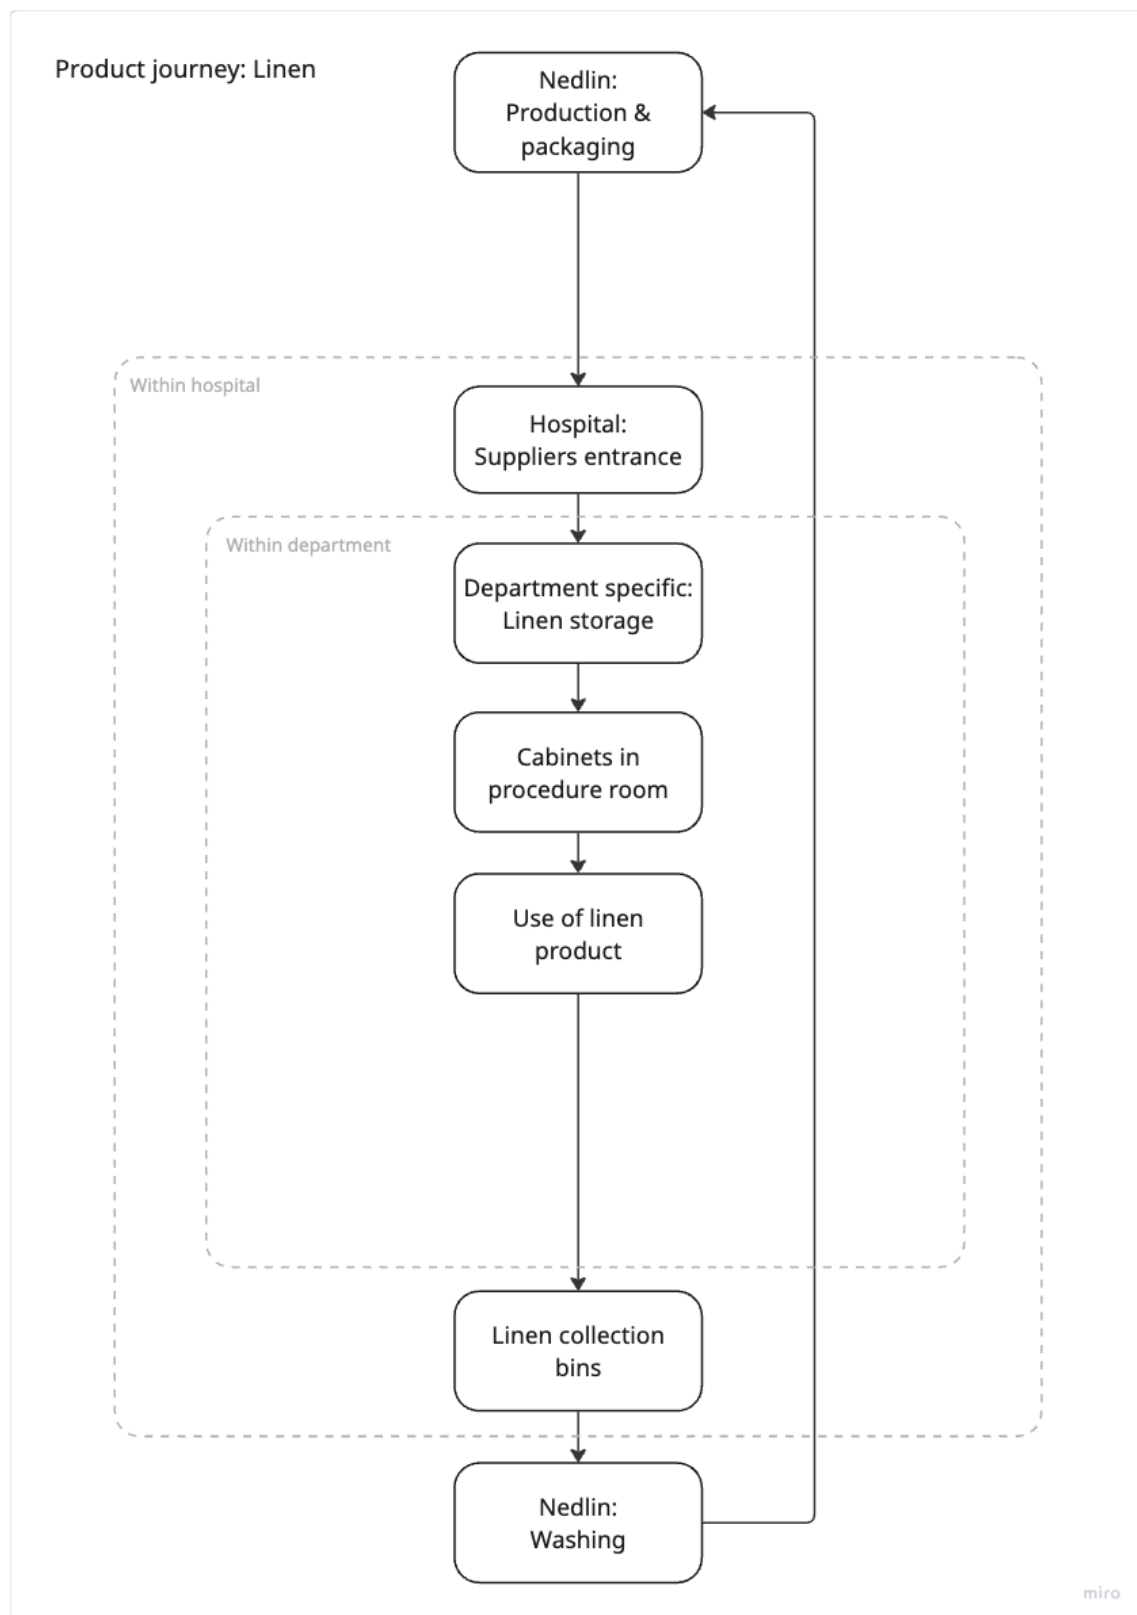 Product journey: Linen
Nedlin:
Production &
packaging
Within hospital
Hospital:
Suppliers entrance
Within department
Department specific:
Linen storage
Cabinets in
procedure room
Use of linen
product
Linen collection
bins
Nedlin:
Washing
miro